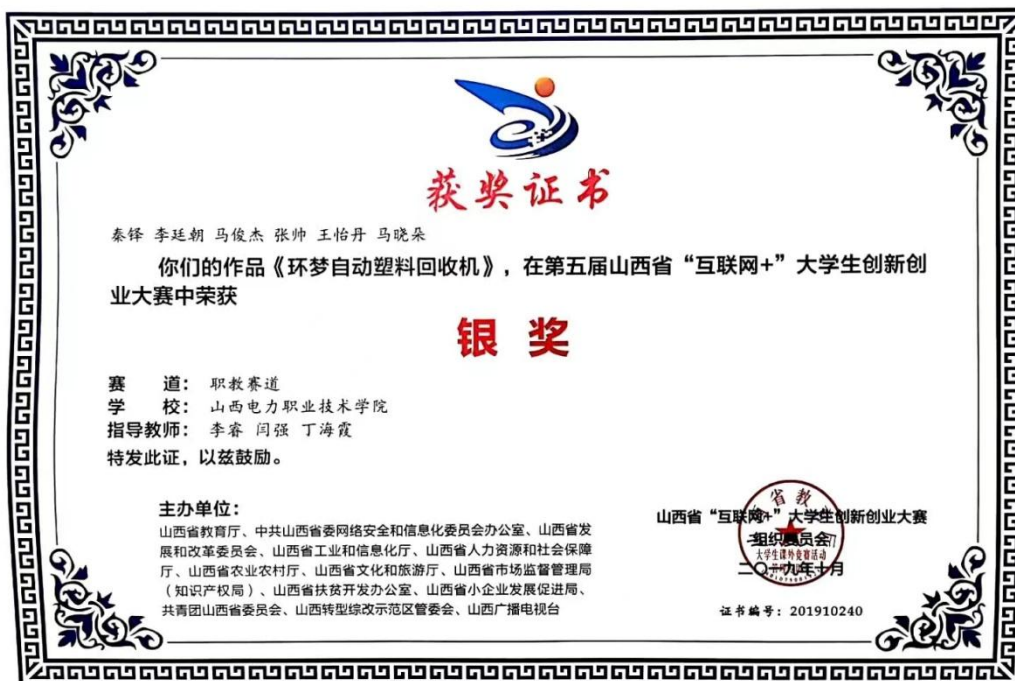 获奖证书
秦铎 李廷朝 马俊杰 张帅 王怡丹 马晓朵
你们的作品《环梦自动塑料回收机》，在第五届山西省“互联网+”大学生创新创
业大赛中荣获
银 奖
赛 道： 职教赛道
学 校： 山西电力职业技术学院
指导教师： 李睿 闫强 丁海霞
特发此证，以兹鼓励。
主办单位：
山西省教育厅、中共山西省委网络安全和信息化委员会办公室、山西省发
展和改革委员会、山西省工业和信息化厅、山西省人力资源和社会保障
厅、山西省农业农村厅、山西省文化和旅游厅、山西省市场监督管理局
（知识产权局）、山西省扶贫开发办公室、山西省小企业发展促进局、
共青团山西省委员会、山西转型综改示范区管委会、山西广播电视台
山西省“互联网+”大学生创新创业大赛
组织委员会
二〇一九年十月
省教
大学生课外竞赛活动
证书编号：201910240